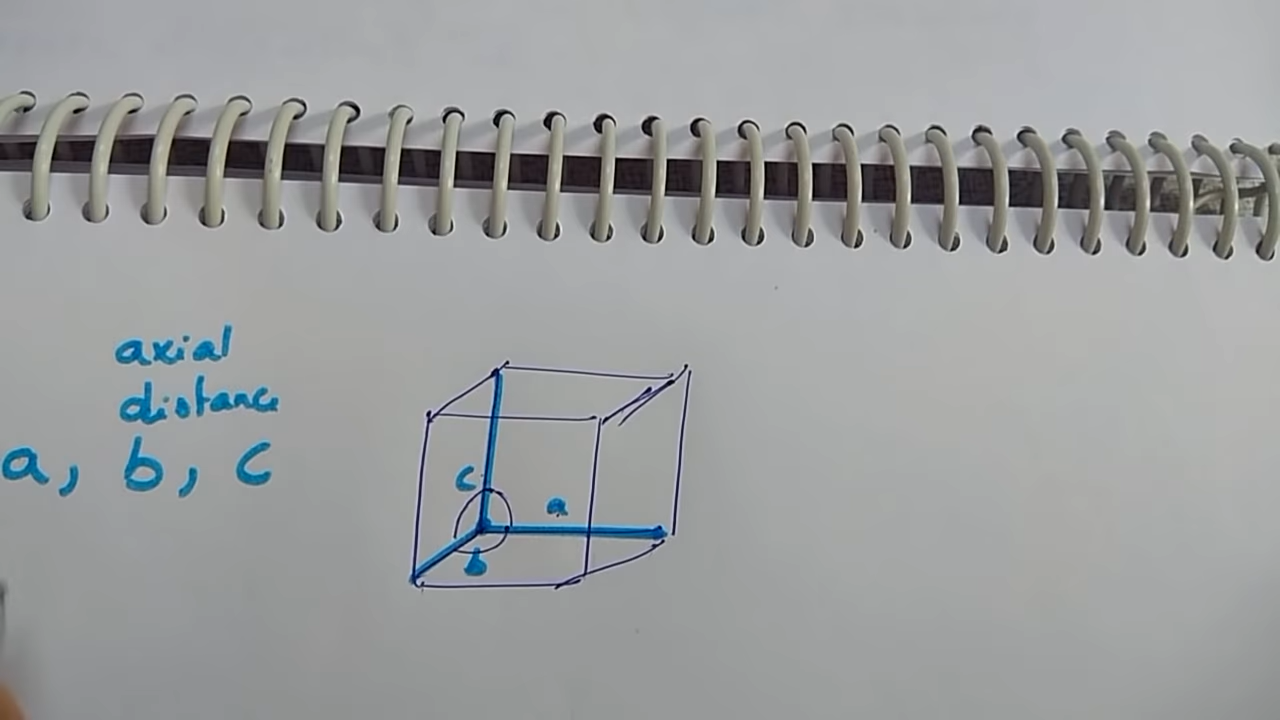 axial
distance
a, b, c
c
a
b